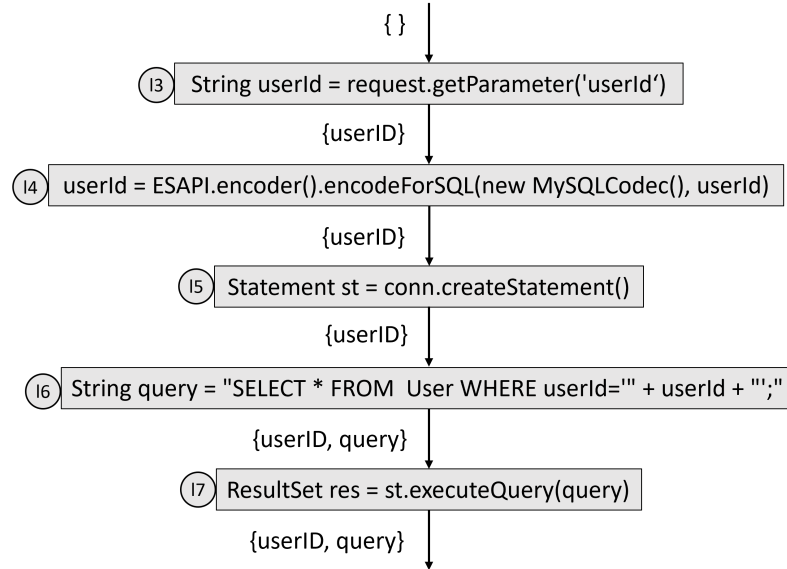 { }
l3 String userId = request.getParameter('userId‘)
{userID}
l4 userId = ESAPI.encoder().encodeForSQL(new MySQLCodec(), userId)
{userID}
l5 Statement st = conn.createStatement()
{userID}
l6 String query = "SELECT * FROM  User WHERE userId='" + userId + "';"
{userID, query}
l7 ResultSet res = st.executeQuery(query)
{userID, query}